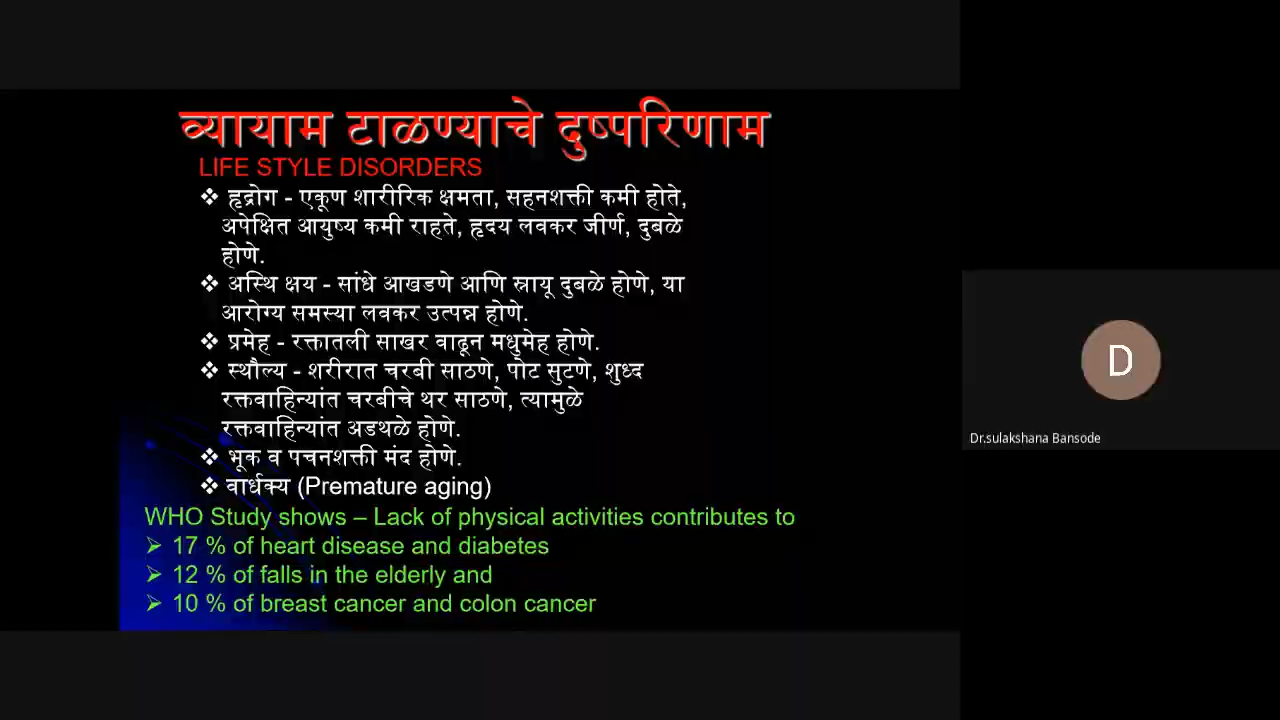 व्यायाम टाळण्याचे दुष्परिणाम
LIFE STYLE DISORDERS
❖ हृद्रोग - एकूण शारीरिक क्षमता, सहनशक्ती कमी होते,
अपेक्षित आयुष्य कमी राहते, हृदय लवकर जीर्ण, दुबळे
होणे.
❖ अस्थि क्षय - सांधे आखडणे आणि स्नायू दुबळे होणे, या
आरोग्य समस्या लवकर उत्पन्न होणे.
❖ प्रमेह - रक्तातली साखर वाढून मधुमेह होणे.
❖ स्थौल्य - शरीरात चरबी साठणे, पोट सुटणे, शुध्द
रक्तवाहिन्यांत चरबीचे थर साठणे, त्यामुळे
रक्तवाहिन्यांत अडथळे होणे.
❖ भूक व पचनशक्ती मंद होणे.
❖ वार्धक्य (Premature aging)
WHO Study shows – Lack of physical activities contributes to
➢ 17 % of heart disease and diabetes
➢ 12 % of falls in the elderly and
➢ 10 % of breast cancer and colon cancer
D
Dr.sulakshana Bansode